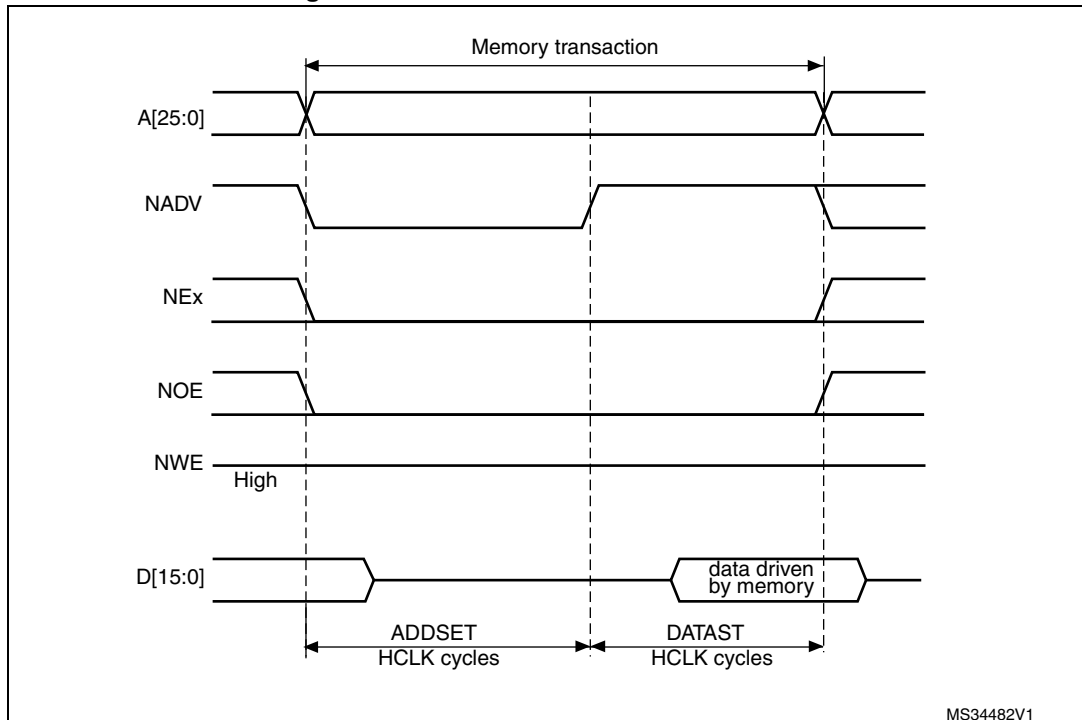 Memory transaction
A[25:0]
NADV
NEx
NOE
NWE
High
D[15:0]
data driven
by memory
ADDSET
HCLK cycles
DATAST
HCLK cycles
MS34482V1